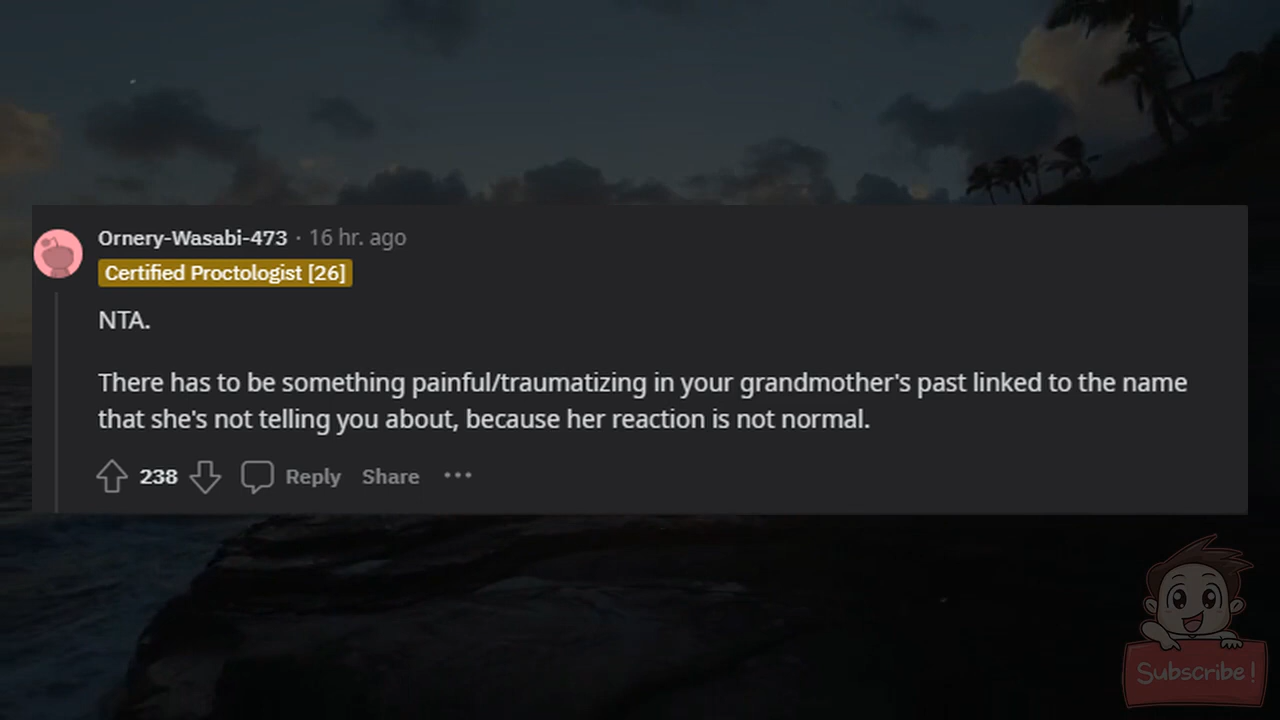 Ornery-Wasabi-473 · 16 hr. ago
Certified Proctologist [26]
NTA.
There has to be something painful/traumatizing in your grandmother's past linked to the name
that she's not telling you about, because her reaction is not normal.
238 Reply Share ···
Subscribe!